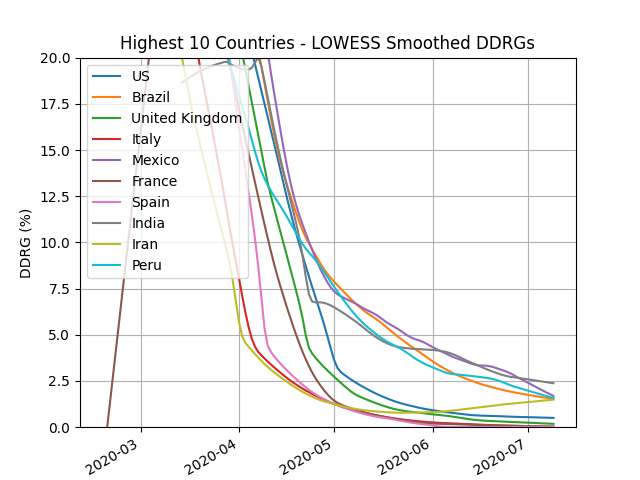 Highest 10 Countries - LOWESS Smoothed DDRGs
DDRG (%)
20.0
17.5
15.0
12.5
10.0
7.5
5.0
2.5
0.0
US
Brazil
United Kingdom
Italy
Mexico
France
Spain
India
Iran
Peru
2020-03
2020-04
2020-05
2020-06
2020-07